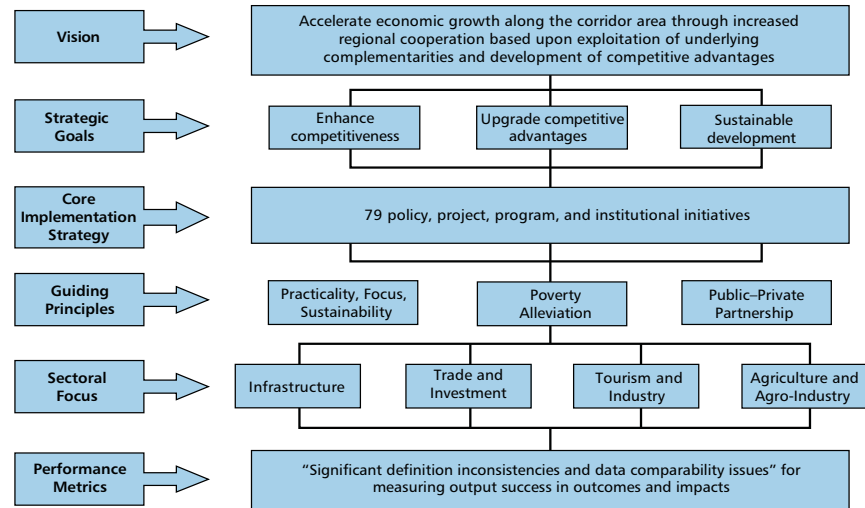 Vision
Accelerate economic growth along the corridor area through increased
regional cooperation based upon exploitation of underlying
complementarities and development of competitive advantages
Strategic
Goals
Enhance
competitiveness
Upgrade competitive
advantages
Sustainable
development
Core
Implementation
Strategy
79 policy, project, program, and institutional initiatives
Guiding
Principles
Practicality, Focus,
Sustainability
Poverty
Alleviation
Public–Private
Partnership
Sectoral
Focus
Infrastructure
Trade and
Investment
Tourism and
Industry
Agriculture and
Agro-Industry
Performance
Metrics
“Significant definition inconsistencies and data comparability issues” for
measuring output success in outcomes and impacts